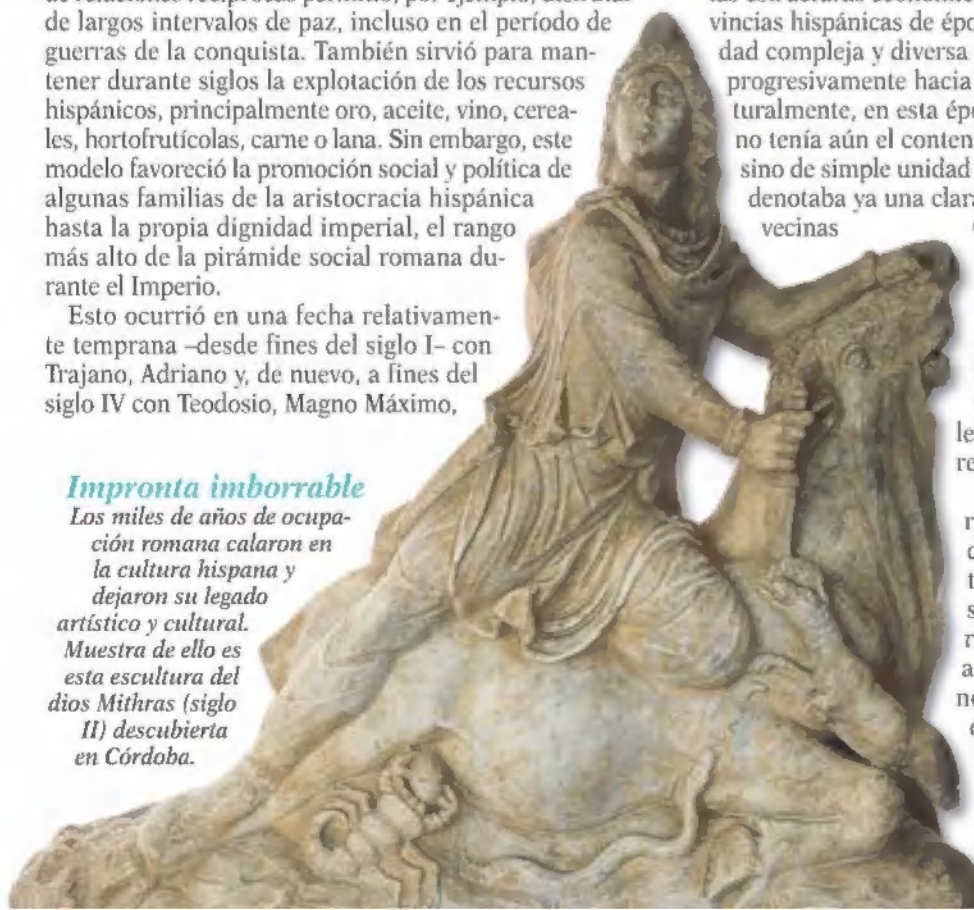 de largos intervalos de paz, incluso en el período de
guerras de la conquista. También sirvió para man-
tener durante siglos la explotación de los recursos
hispánicos, principalmente oro, aceite, vino, cerea-
les, hortofrutícolas, carne o lana. Sin embargo, este
modelo favoreció la promoción social y política de
algunas familias de la aristocracia hispánica
hasta la propia dignidad imperial, el rango
más alto de la pirámide social romana du-
rante el Imperio.
Esto ocurrió en una fecha relativamen-
te temprana –desde fines del siglo I– con
Trajano, Adriano y, de nuevo, a fines del
siglo IV con Teodosio, Magno Máximo,
Impronta imborrable
Los miles de años de ocupa-
ción romana calaron en
la cultura hispana y
dejaron su legado
artístico y cultural.
Muestra de ello es
esta escultura del
dios Mithras (siglo
II) descubierta
en Córdoba.
vincias hispánicas de épo
dad compleja y diversa
progresivamente hacia
turalmente, en esta épo
no tenía aún el conten
sino de simple unidad
denotaba ya una clara
vecinas
le
re